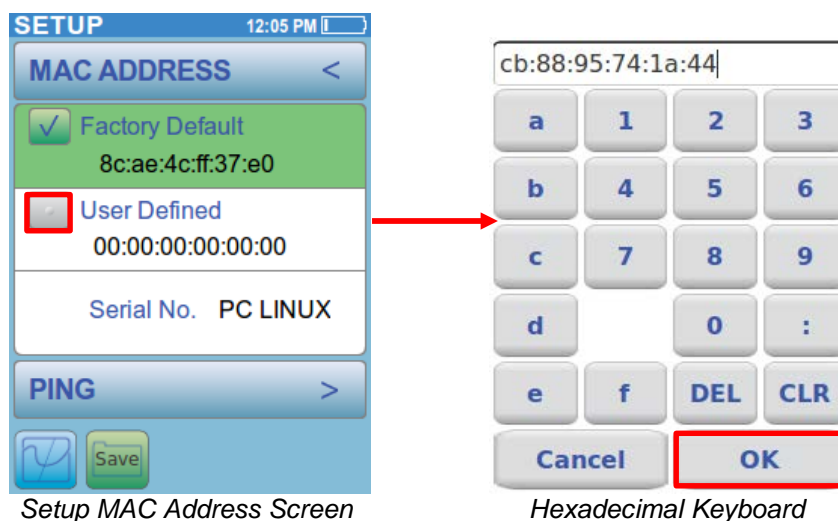 SETUP 12:05 PM
MAC ADDRESS <
Factory Default
8c:ae:4c:ff:37:e0
User Defined
00:00:00:00:00:00
Serial No. PC LINUX
PING >
Save
Setup MAC Address Screen
cb:88:95:74:1a:44
a 1 2 3
b 4 5 6
c 7 8 9
d 0 :
e f DEL CLR
Cancel OK
Hexadecimal Keyboard